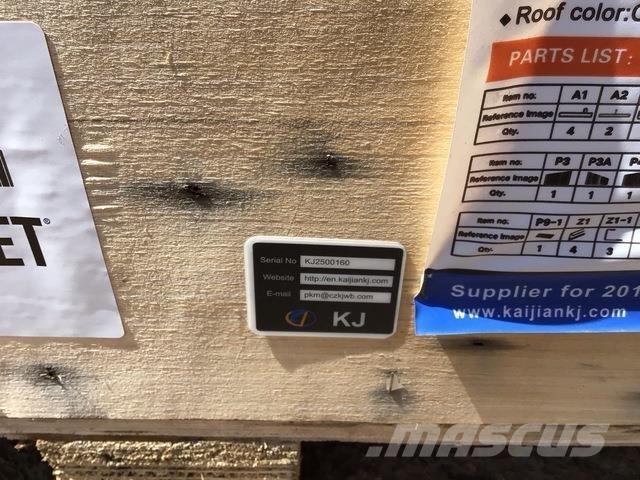 ET®
Serial No KJ2500160
Website http://en.kaijiankj.com
E-mail pkm@czkjwb.com
KJ
◆ Roof color:
PARTS LIST:
Item no. A1 A2
Reference Image
Qty. 4 2
Item no. P3 P3A
Reference Image
Qty. 1 1
Item no. P9-1 Z1 Z1-1
Reference Image
Qty. 1 4 3
Supplier for 201
www.kaijiankj.com
MASCUS